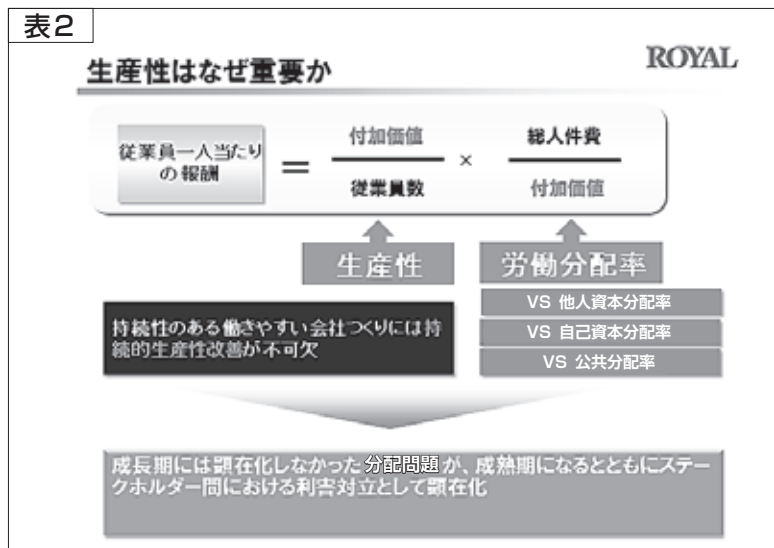 表2
生産性はなぜ重要か
ROYAL
従業員一人当たり
の報酬
=
付加価値
従業員数
×
総人件費
付加価値
生産性
労働分配率
VS 他人資本分配率
VS 自己資本分配率
VS 公共分配率
持続性のある働きやすい会社つくりには持
続的生産性改善が不可欠
成長期には顕在化しなかった分配問題が、成熟期になるとともにステー
クホルダー間における利害対立として顕在化